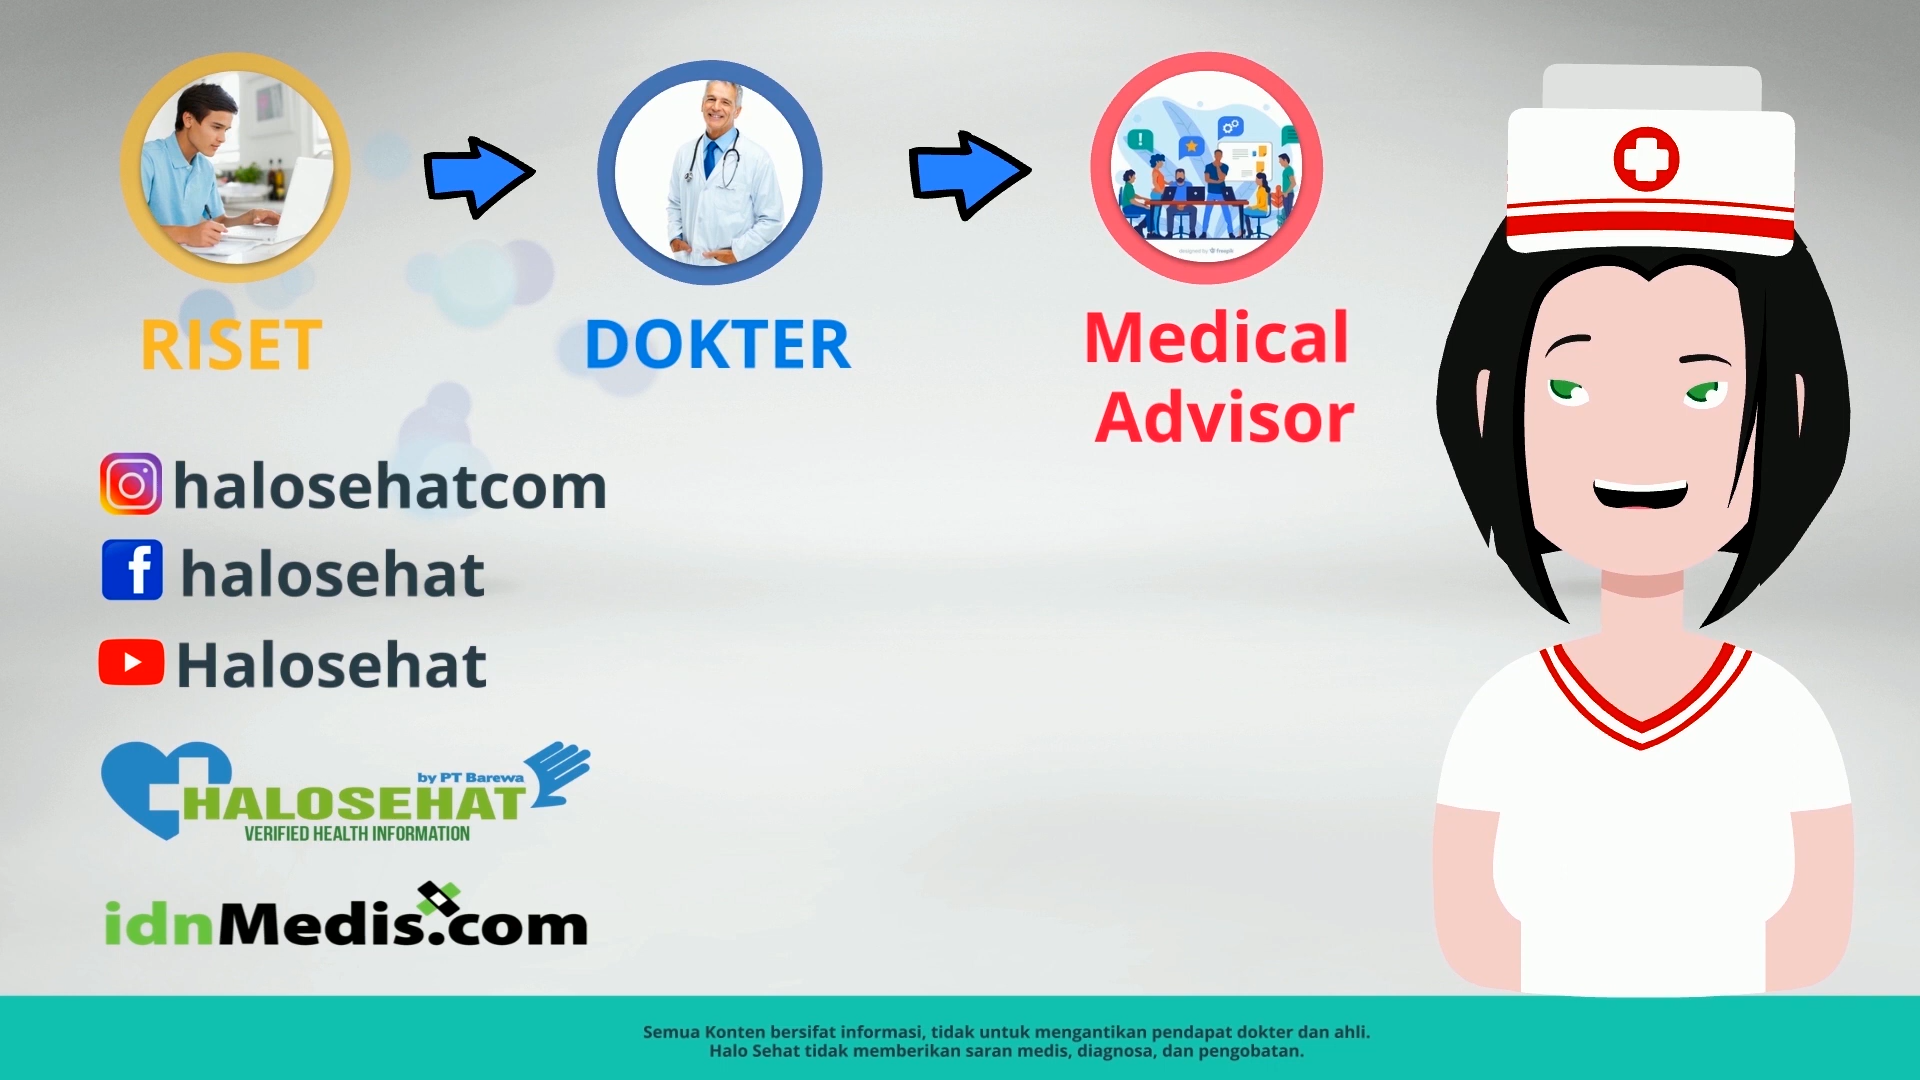 RISET
DOKTER
Medical
Advisor
halosehatcom
halosehat
Halosehat
by PT Barewa
HALOSEHAT
VERIFIED HEALTH INFORMATION
idnMedis.com
Semua Konten bersifat informasi, tidak untuk mengantikan pendapat dokter dan ahli.
Halo Sehat tidak memberikan saran medis, diagnosa, dan pengobatan.